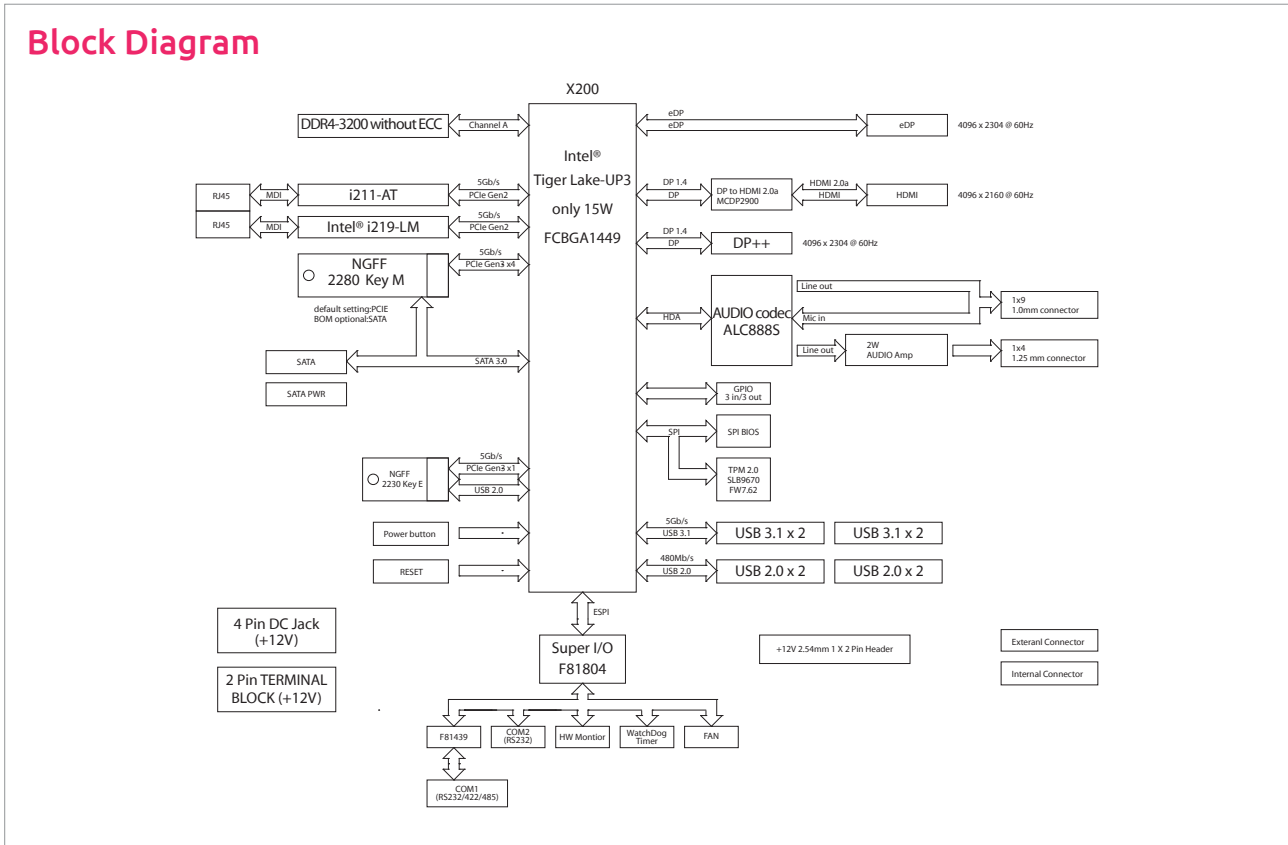 Block Diagram
X200
Intel®
Tiger Lake-UP3
only 15W
FCBGA1449
DDR4-3200 without ECC
Channel A
RJ45
MDI
i211-AT
5Gb/s
PCIe Gen2
RJ45
MDI
Intel® i219-LM
5Gb/s
PCIe Gen2
NGFF
2280 Key M
5Gb/s
PCIe Gen3 x4
default setting:PCIE
BOM optional:SATA
SATA
SATA 3.0
SATA PWR
NGFF
2230 Key E
5Gb/s
PCIe Gen3 x1
USB 2.0
Power button
-
RESET
-
eDP
eDP
eDP
4096 x 2304 @ 60Hz
DP 1.4
DP
DP to HDMI 2.0a
MCDP2900
HDMI 2.0a
HDMI
HDMI
4096 x 2160 @ 60Hz
DP 1.4
DP
DP++
4096 x 2304 @ 60Hz
HDA
AUDIO codec
ALC888S
Line out
Mic in
1x9
1.0mm connector
Line out
2W
AUDIO Amp
1x4
1.25 mm connector
GPIO
3 in/3 out
SPI
SPI BIOS
TPM 2.0
SLB9670
FW7.62
5Gb/s
USB 3.1
USB 3.1 x 2
USB 3.1 x 2
480Mb/s
USB 2.0
USB 2.0 x 2
USB 2.0 x 2
ESPI
4 Pin DC Jack
(+12V)
2 Pin TERMINAL
BLOCK (+12V)
Super I/O
F81804
+12V 2.54mm 1 X 2 Pin Header
Exteranl Connector
Internal Connector
F81439
COM2
(RS232)
HW Montior
WatchDog
Timer
FAN
COM1
(RS232/422/485)